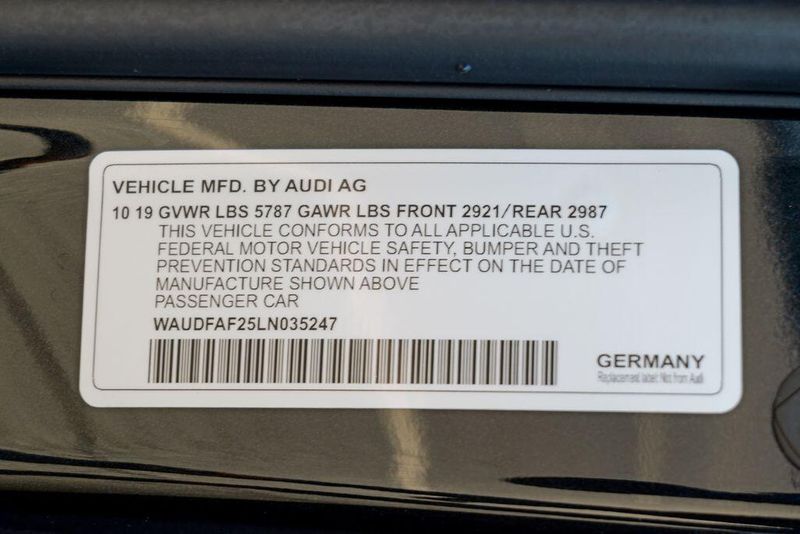 VEHICLE MFD. BY AUDI AG
10 19 GVWR LBS 5787 GAWR LBS FRONT 2921/REAR 2987
THIS VEHICLE CONFORMS TO ALL APPLICABLE U.S.
FEDERAL MOTOR VEHICLE SAFETY, BUMPER AND THEFT
PREVENTION STANDARDS IN EFFECT ON THE DATE OF
MANUFACTURE SHOWN ABOVE
PASSENGER CAR
WAUDFAF25LN035247
GERMANY
Replacement label: Not from Audi